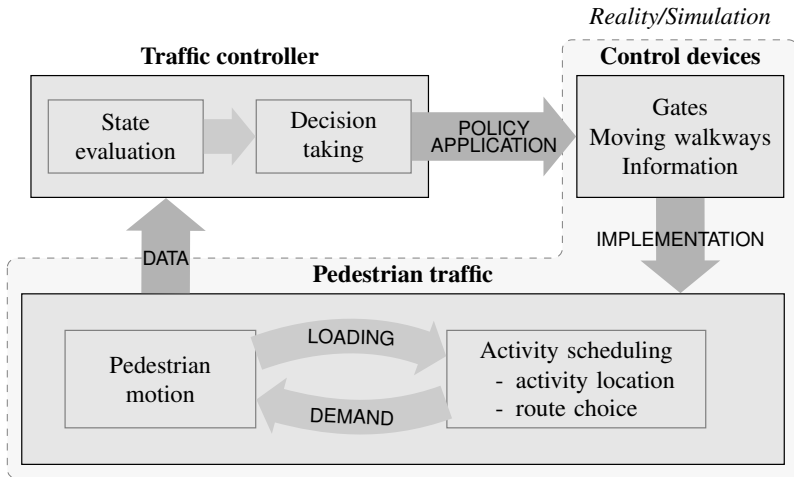 Reality/Simulation
Traffic controller
Control devices
State
evaluation
Decision
taking
POLICY
APPLICATION
Gates
Moving walkways
Information
DATA
IMPLEMENTATION
Pedestrian traffic
Pedestrian
motion
LOADING
DEMAND
Activity scheduling
- activity location
- route choice